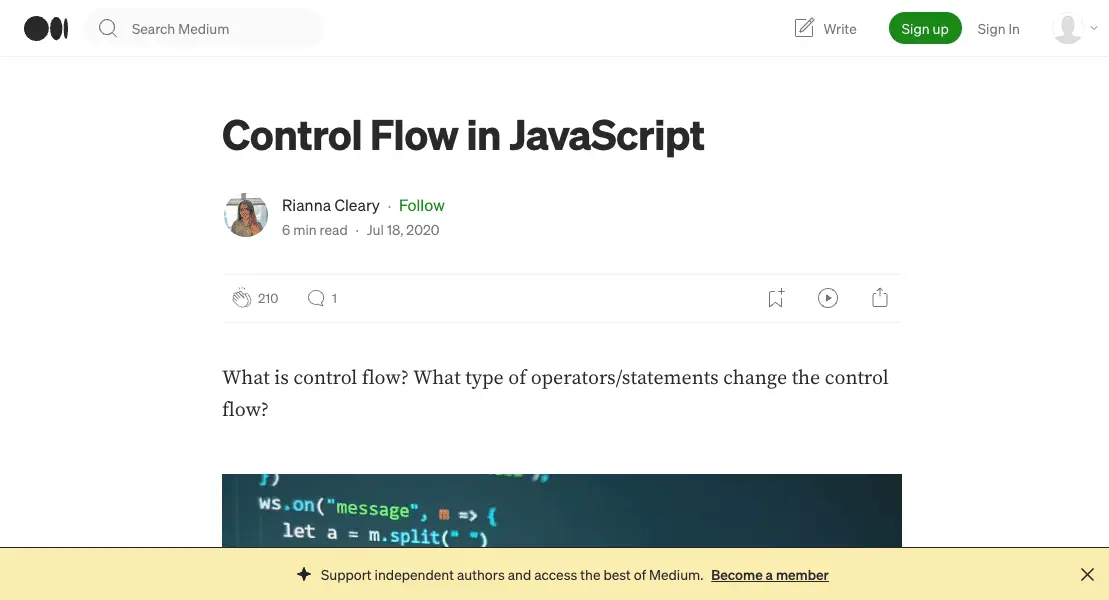 Search Medium
Write
Sign up
Sign In
Control Flow in JavaScript
Rianna Cleary · Follow
6 min read · Jul 18, 2020
210
1
What is control flow? What type of operators/statements change the control
flow?
})
ws.on("message", m => {
let a = m.split(" ")
Support independent authors and access the best of Medium. Become a member